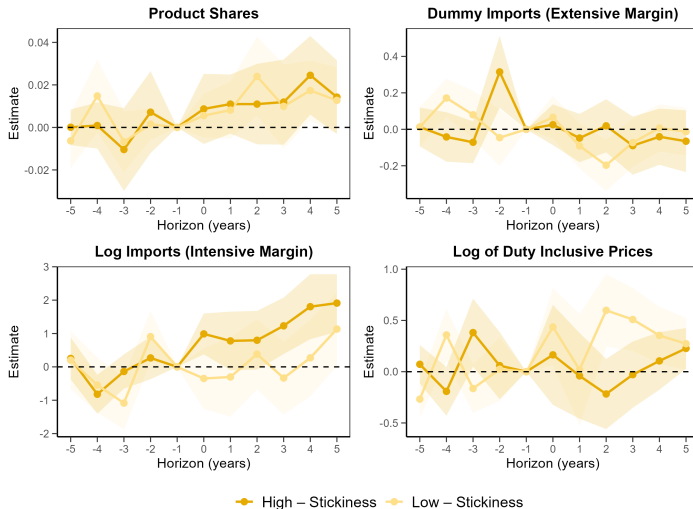 Product Shares
Estimate
0.04
0.02
0.00
-0.02
-5 -4 -3 -2 -1 0 1 2 3 4 5
Horizon (years)
Dummy Imports (Extensive Margin)
Estimate
0.4
0.2
0.0
-0.2
-5 -4 -3 -2 -1 0 1 2 3 4 5
Horizon (years)
Log Imports (Intensive Margin)
Estimate
3
2
1
0
-1
-2
-5 -4 -3 -2 -1 0 1 2 3 4 5
Horizon (years)
Log of Duty Inclusive Prices
Estimate
1.0
0.5
0.0
-0.5
-5 -4 -3 -2 -1 0 1 2 3 4 5
Horizon (years)
High – Stickiness Low – Stickiness